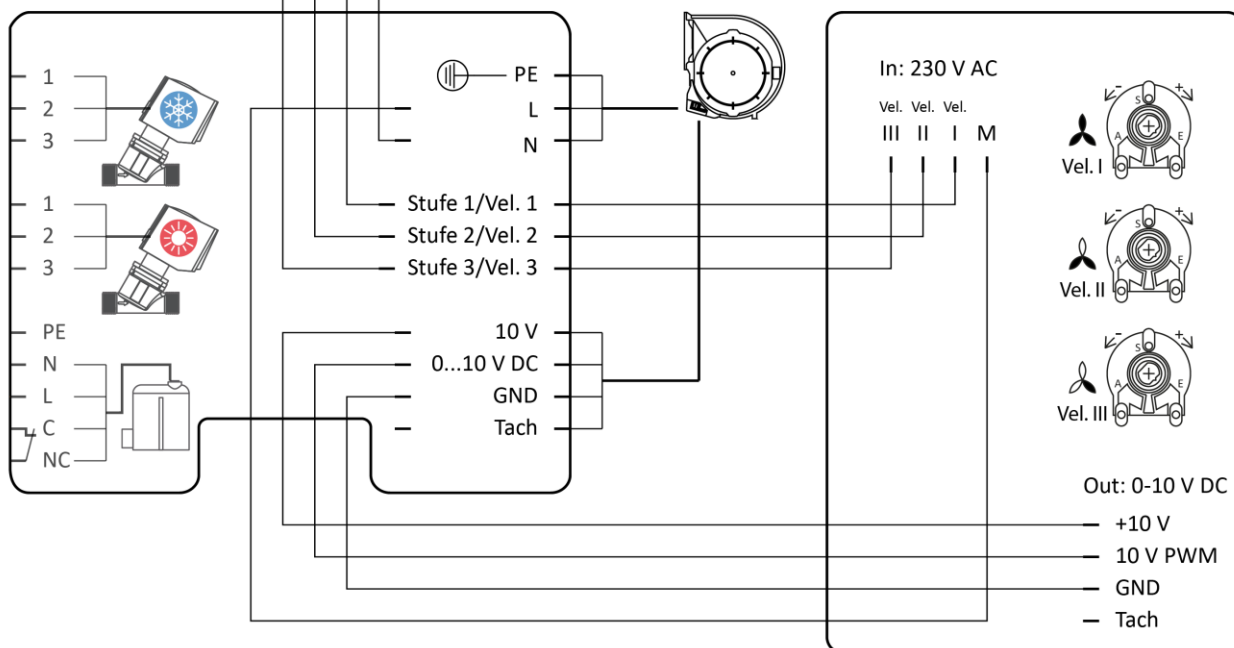 1
2
3
1
2
3
PE
N
L
C
NC
PE
L
N
Stufe 1/Vel. 1
Stufe 2/Vel. 2
Stufe 3/Vel. 3
10 V
0...10 V DC
GND
Tach
In: 230 V AC
Vel. Vel. Vel.
III II I M
- S +
A E
Vel. I
- S +
A E
Vel. II
- S +
A E
Vel. III
Out: 0-10 V DC
+10 V
10 V PWM
GND
Tach